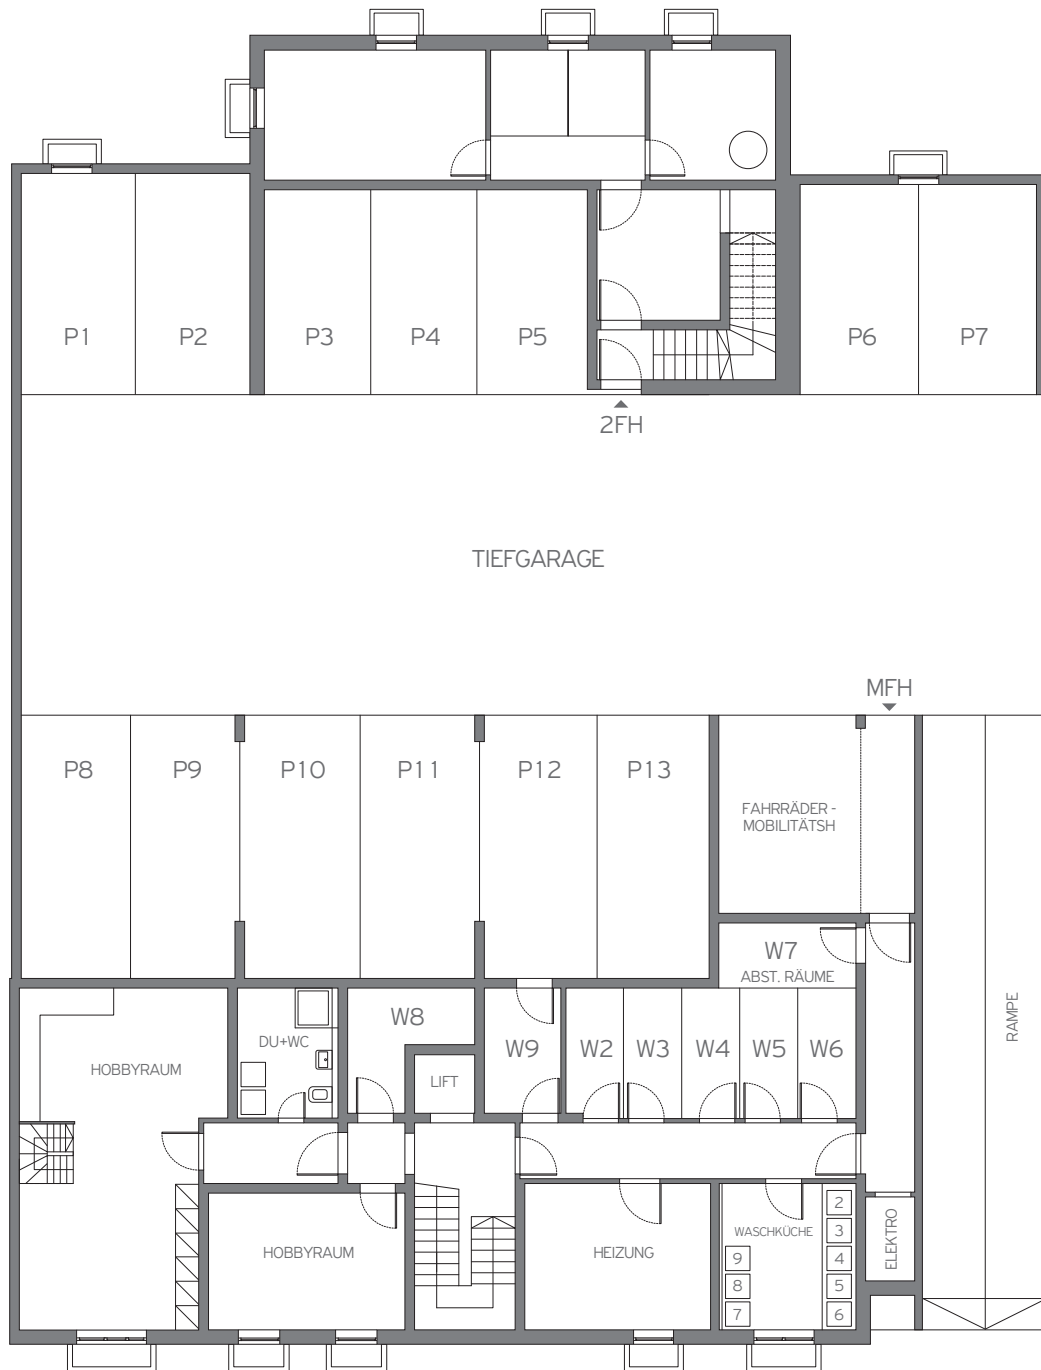 P1
P2
P3
P4
P5
P6
P7
2FH
TIEFGARAGE
MFH
P8
P9
P10
P11
P12
P13
FAHRRÄDER -
MOBILITÄTSH
W7
ABST. RÄUME
RAMPE
W8
DU+WC
HOBBYRAUM
LIFT
W9
W2
W3
W4
W5
W6
HOBBYRAUM
HEIZUNG
WASCHKÜCHE
2
3
4
5
6
9
8
7
ELEKTRO